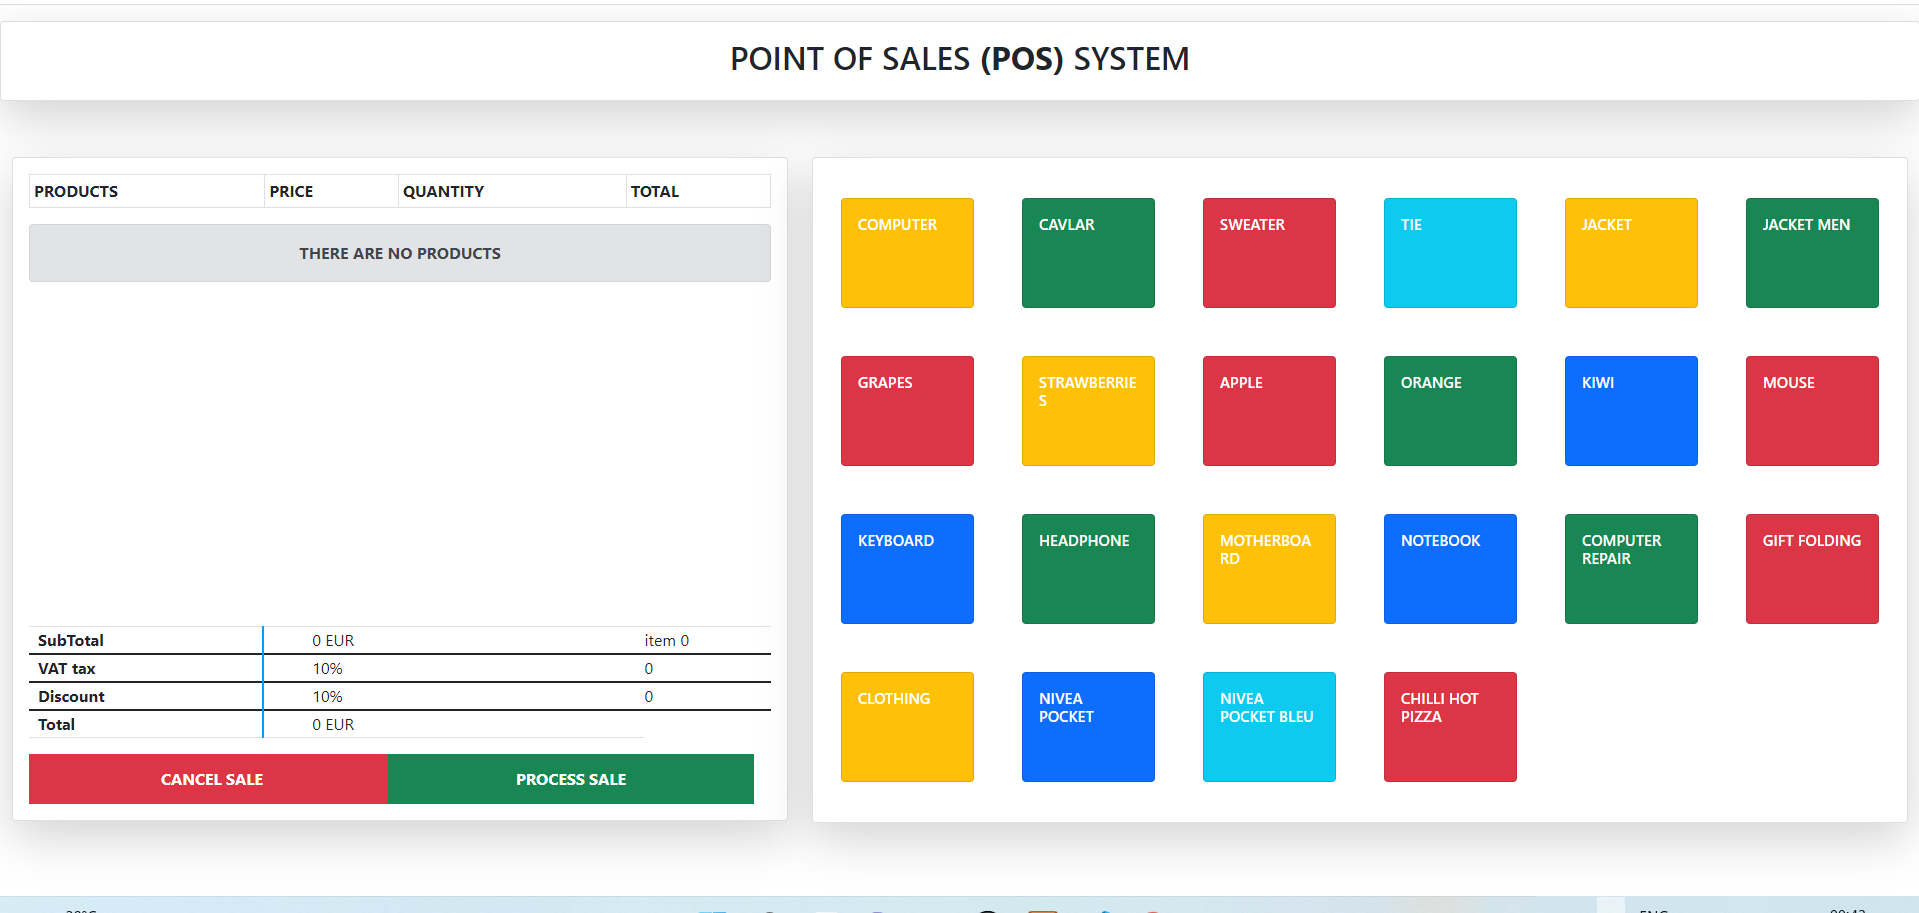 POINT OF SALES (POS) SYSTEM
PRODUCTS PRICE QUANTITY TOTAL
THERE ARE NO PRODUCTS
SubTotal 0 EUR item 0
VAT tax 10% 0
Discount 10% 0
Total 0 EUR
CANCEL SALE PROCESS SALE
COMPUTER CAVLAR SWEATER TIE JACKET JACKET MEN
GRAPES STRAWBERRIE
S APPLE ORANGE KIWI MOUSE
KEYBOARD HEADPHONE MOTHERBOA
RD NOTEBOOK COMPUTER
REPAIR GIFT FOLDING
CLOTHING NIVEA
POCKET NIVEA
POCKET BLEU CHILLI HOT
PIZZA